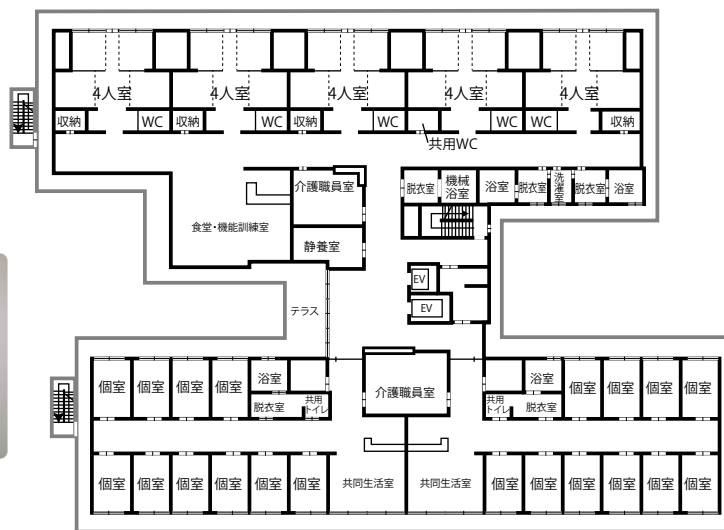 4人室
4人室
4人室
4人室
4人室
収納
WC
収納
WC
収納
WC
WC
WC
収納
共用WC
介護職員室
脱衣室
機械
浴室
浴室
脱衣室
洗濯室
脱衣室
浴室
食堂・機能訓練室
静養室
EV
EV
テラス
個室
個室
個室
個室
浴室
脱衣室
共用
トイレ
介護職員室
共用
トイレ
浴室
脱衣室
個室
個室
個室
個室
個室
個室
個室
個室
個室
個室
共同生活室
共同生活室
個室
個室
個室
個室
個室
個室